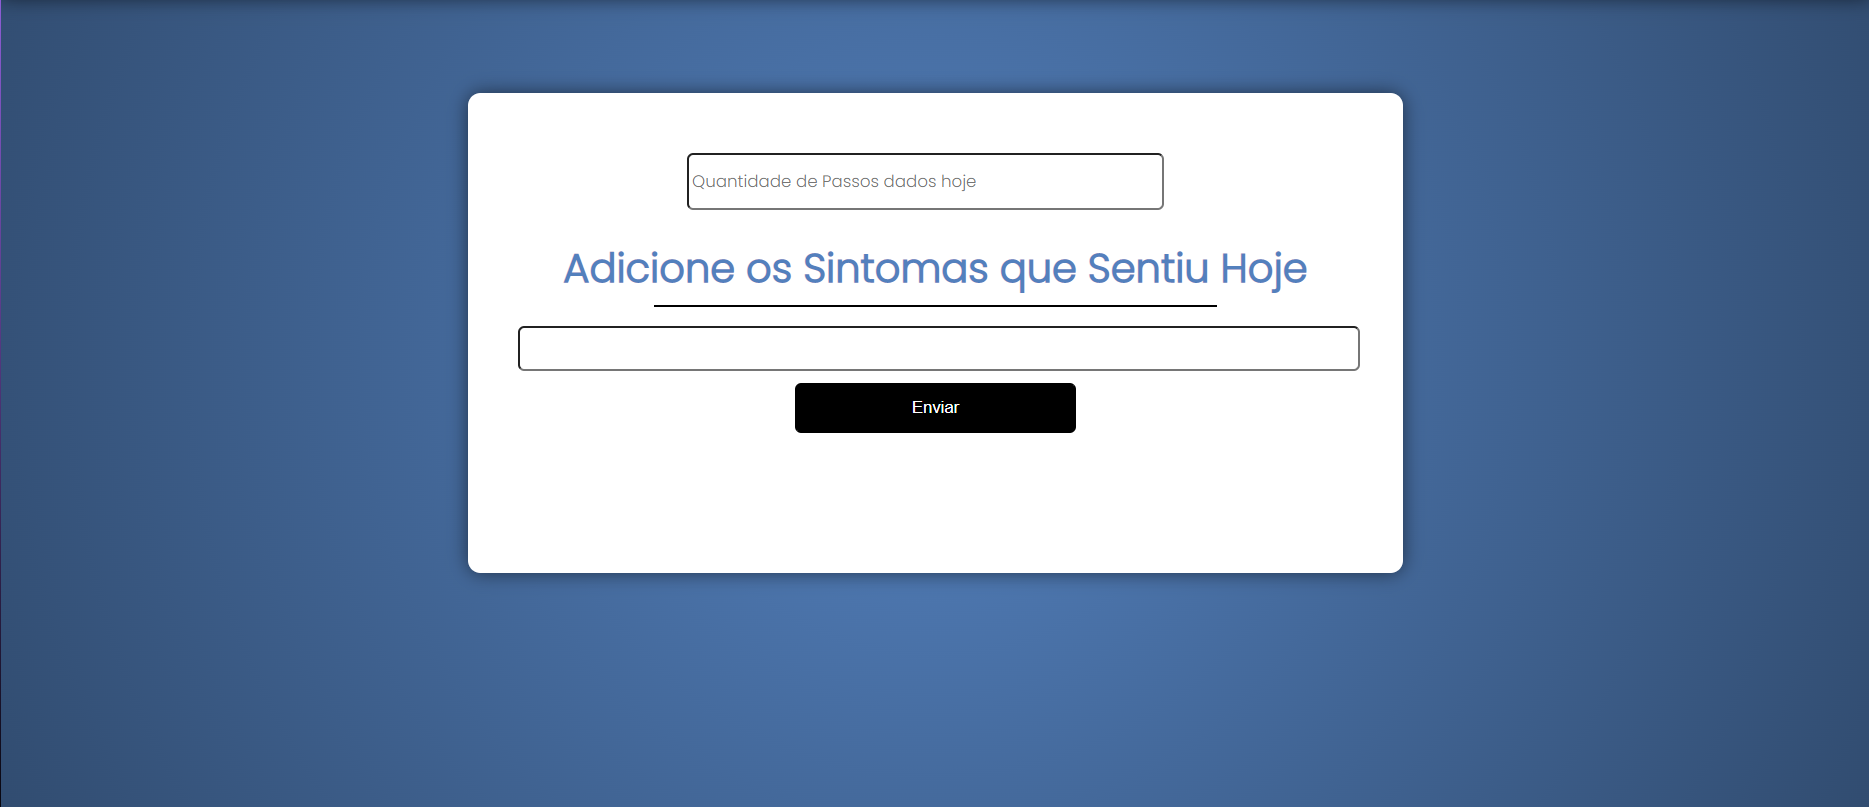 Quantidade de Passos dados hoje
Adicione os Sintomas que Sentiu Hoje
Enviar